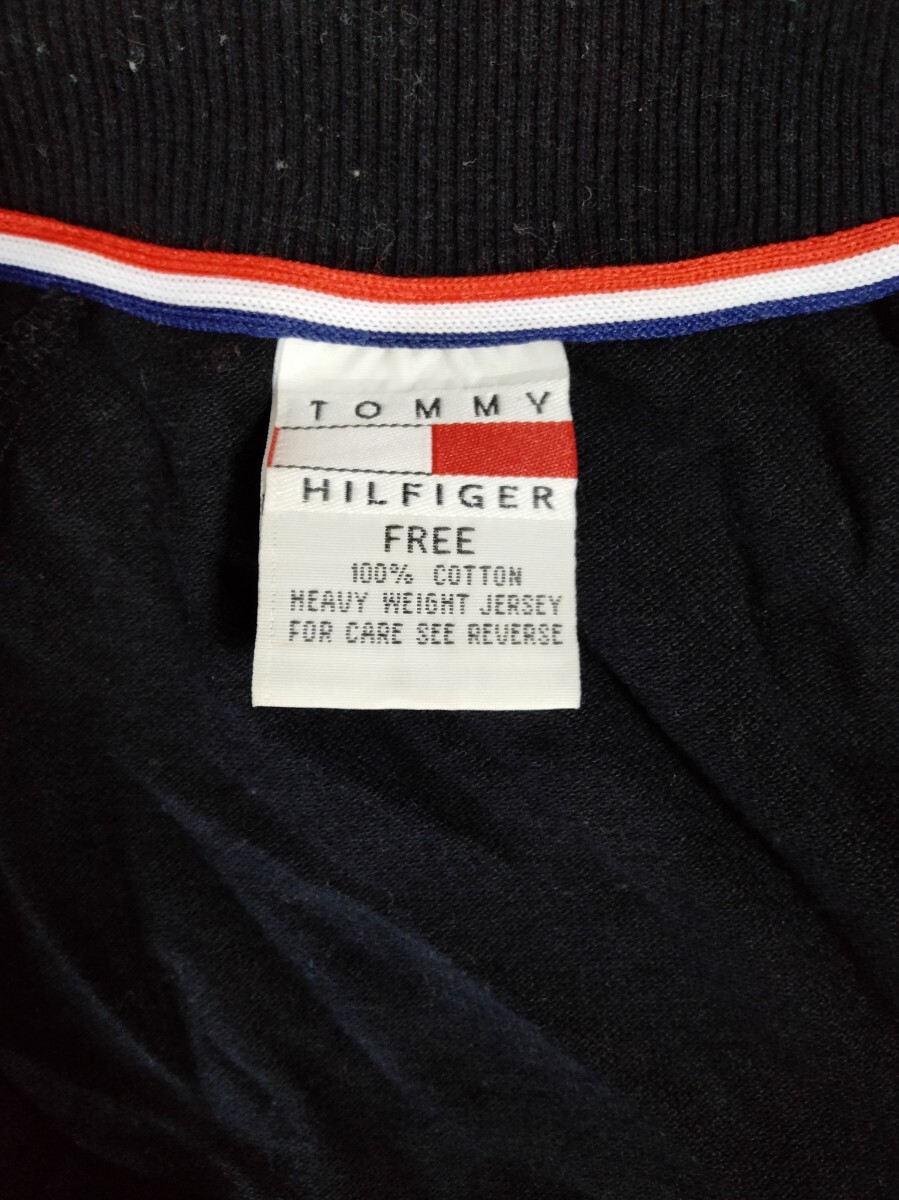 TOMMY
HILFIGER
FREE
100% COTTON
HEAVY WEIGHT JERSEY
FOR CARE SEE REVERSE